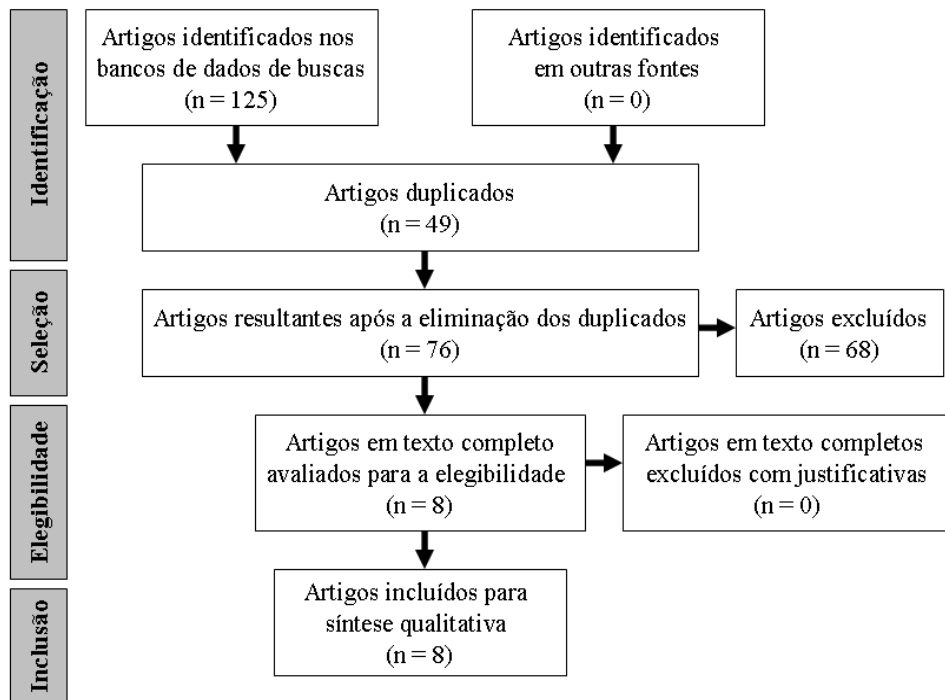 Identificação
Artigos identificados nos
bancos de dados de buscas
(n = 125)
Artigos identificados
em outras fontes
(n = 0)
Artigos duplicados
(n = 49)
Seleção
Artigos resultantes após a eliminação dos duplicados
(n = 76)
Artigos excluídos
(n = 68)
Elegibilidade
Artigos em texto completo
avaliados para a elegibilidade
(n = 8)
Artigos em texto completos
excluídos com justificativas
(n = 0)
Inclusão
Artigos incluídos para
síntese qualitativa
(n = 8)